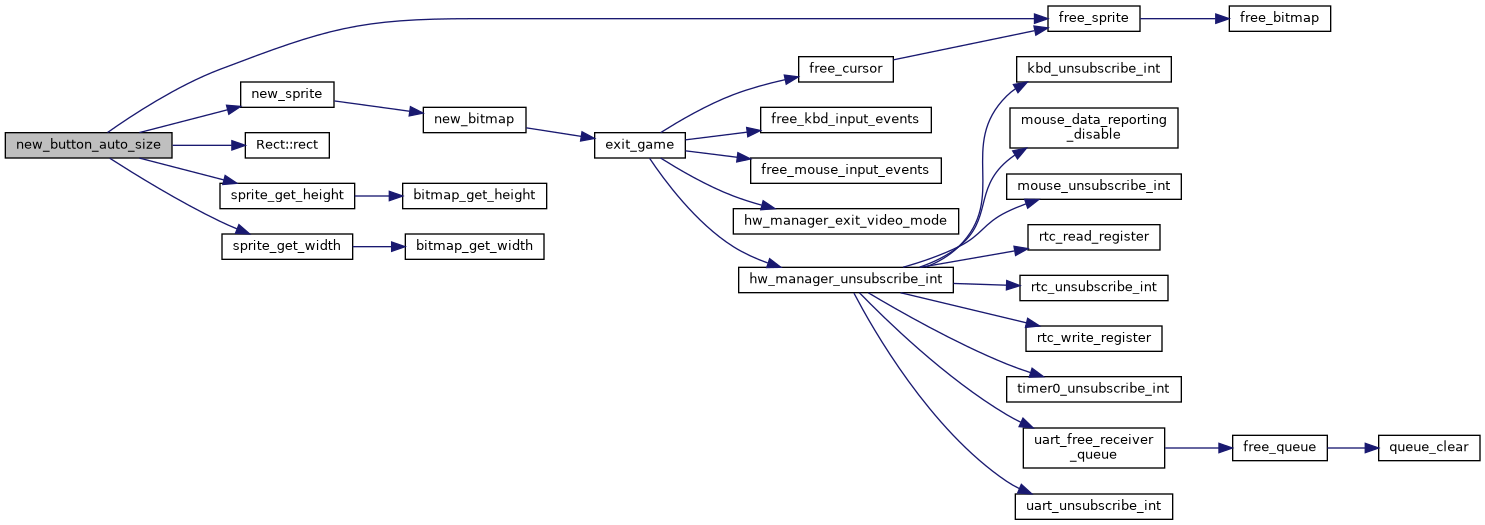 new_button_auto_size
new_sprite
Rect::rect
sprite_get_height
sprite_get_width
bitmap_get_height
bitmap_get_width
new_bitmap
exit_game
free_cursor
free_kbd_input_events
free_mouse_input_events
hw_manager_exit_video_mode
hw_manager_unsubscribe_int
free_sprite
free_bitmap
kbd_unsubscribe_int
mouse_data_reporting
_disable
mouse_unsubscribe_int
rtc_read_register
rtc_unsubscribe_int
rtc_write_register
timer0_unsubscribe_int
uart_free_receiver
_queue
free_queue
queue_clear
uart_unsubscribe_int